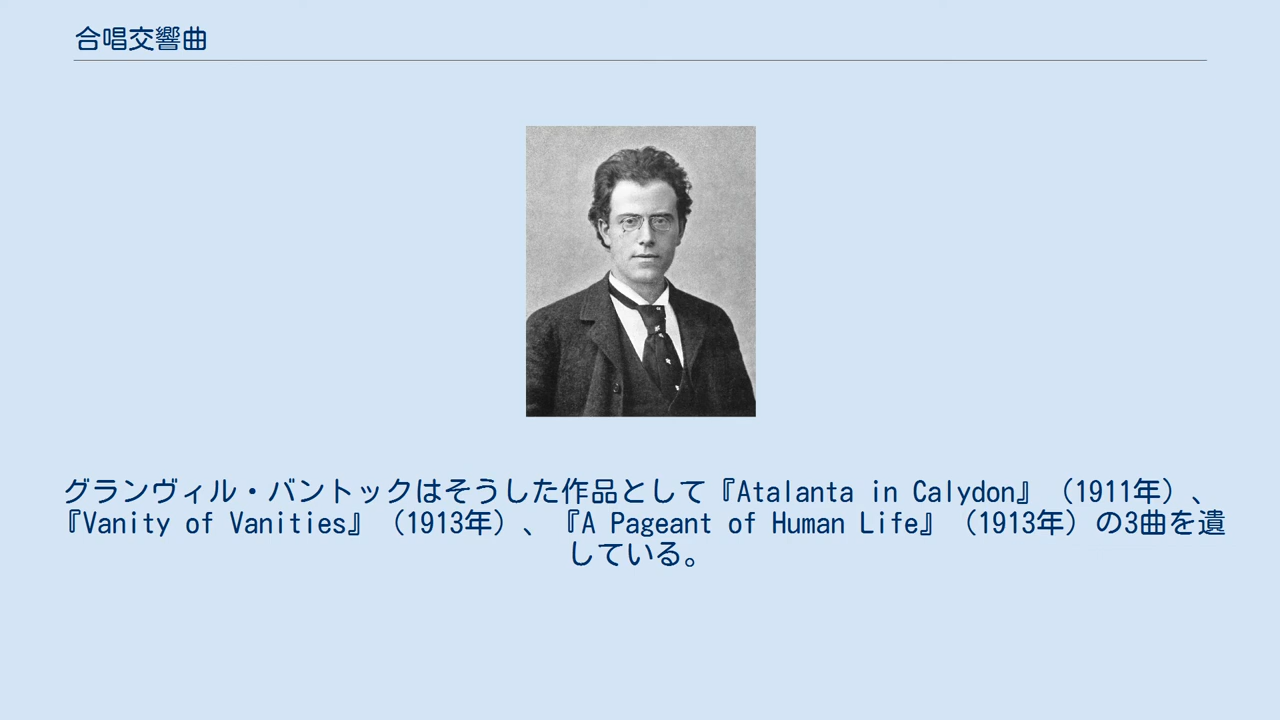 合唱交響曲
グランヴィル・バントックはそうした作品として『Atalanta in Calydon』（1911年）、
『Vanity of Vanities』（1913年）、『A Pageant of Human Life』（1913年）の3曲を遺
している。